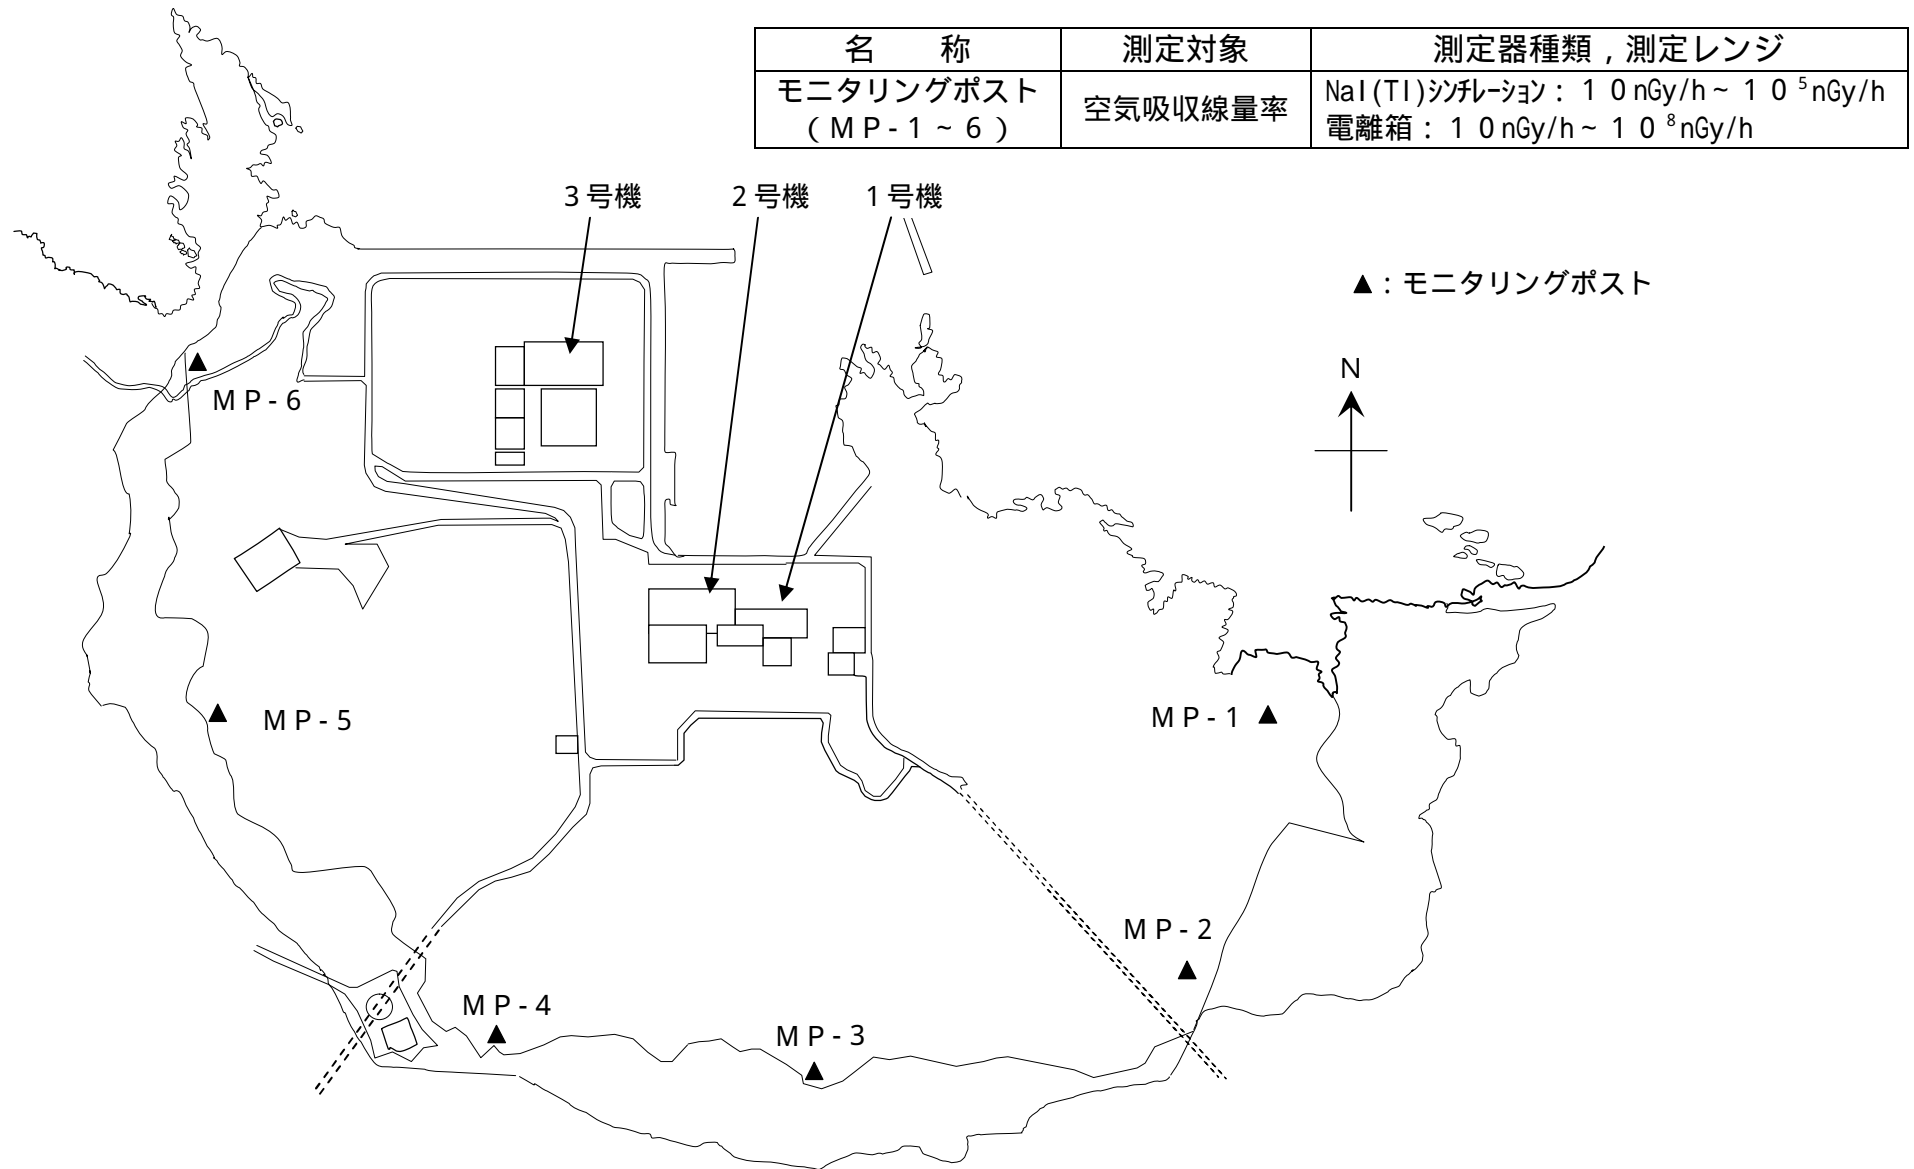 名　　称 測定対象 測定器種類，測定レンジ
モニタリングポスト
（ＭＰ-１～６）
空気吸収線量率
NaI(Tl)ｼﾝﾁﾚｰｼｮﾝ：１０nGy/h～１０⁵nGy/h
電離箱：１０nGy/h～１０⁸nGy/h
３号機 ２号機 １号機
▲：モニタリングポスト
N
ＭＰ-６
ＭＰ-５
ＭＰ-１
ＭＰ-２
ＭＰ-４
ＭＰ-３